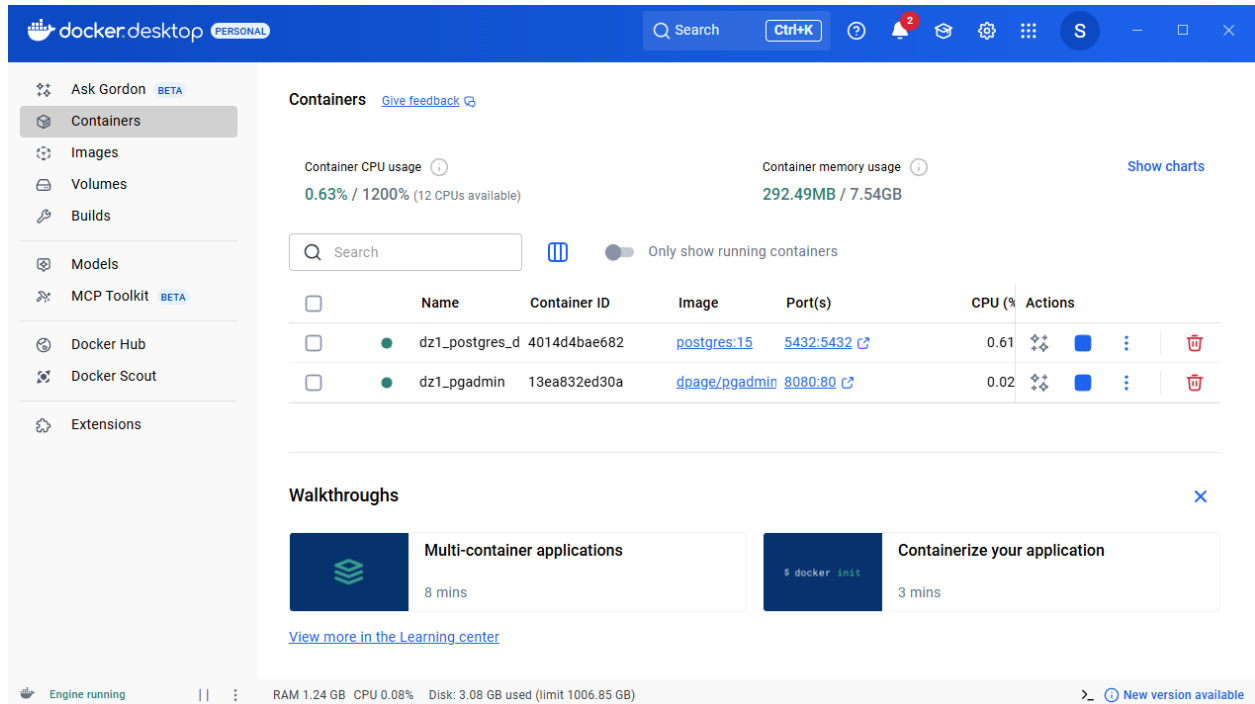 docker.desktop PERSONAL Search Ctrl+K 2 S
Ask Gordon BETA
Containers
Images
Volumes
Builds
Models
MCP Toolkit BETA
Docker Hub
Docker Scout
Extensions
Containers Give feedback
Container CPU usage
0.63% / 1200% (12 CPUs available)
Container memory usage
292.49MB / 7.54GB
Show charts
Search Only show running containers
Name Container ID Image Port(s) CPU (% Actions
dz1_postgres_d 4014d4bae682 postgres:15 5432:5432 0.61
dz1_pgadmin 13ea832ed30a dpage/pgadmin 8080:80 0.02
Walkthroughs
Multi-container applications
8 mins
$ docker init
Containerize your application
3 mins
View more in the Learning center
Engine running RAM 1.24 GB CPU 0.08% Disk: 3.08 GB used (limit 1006.85 GB) >_ New version available